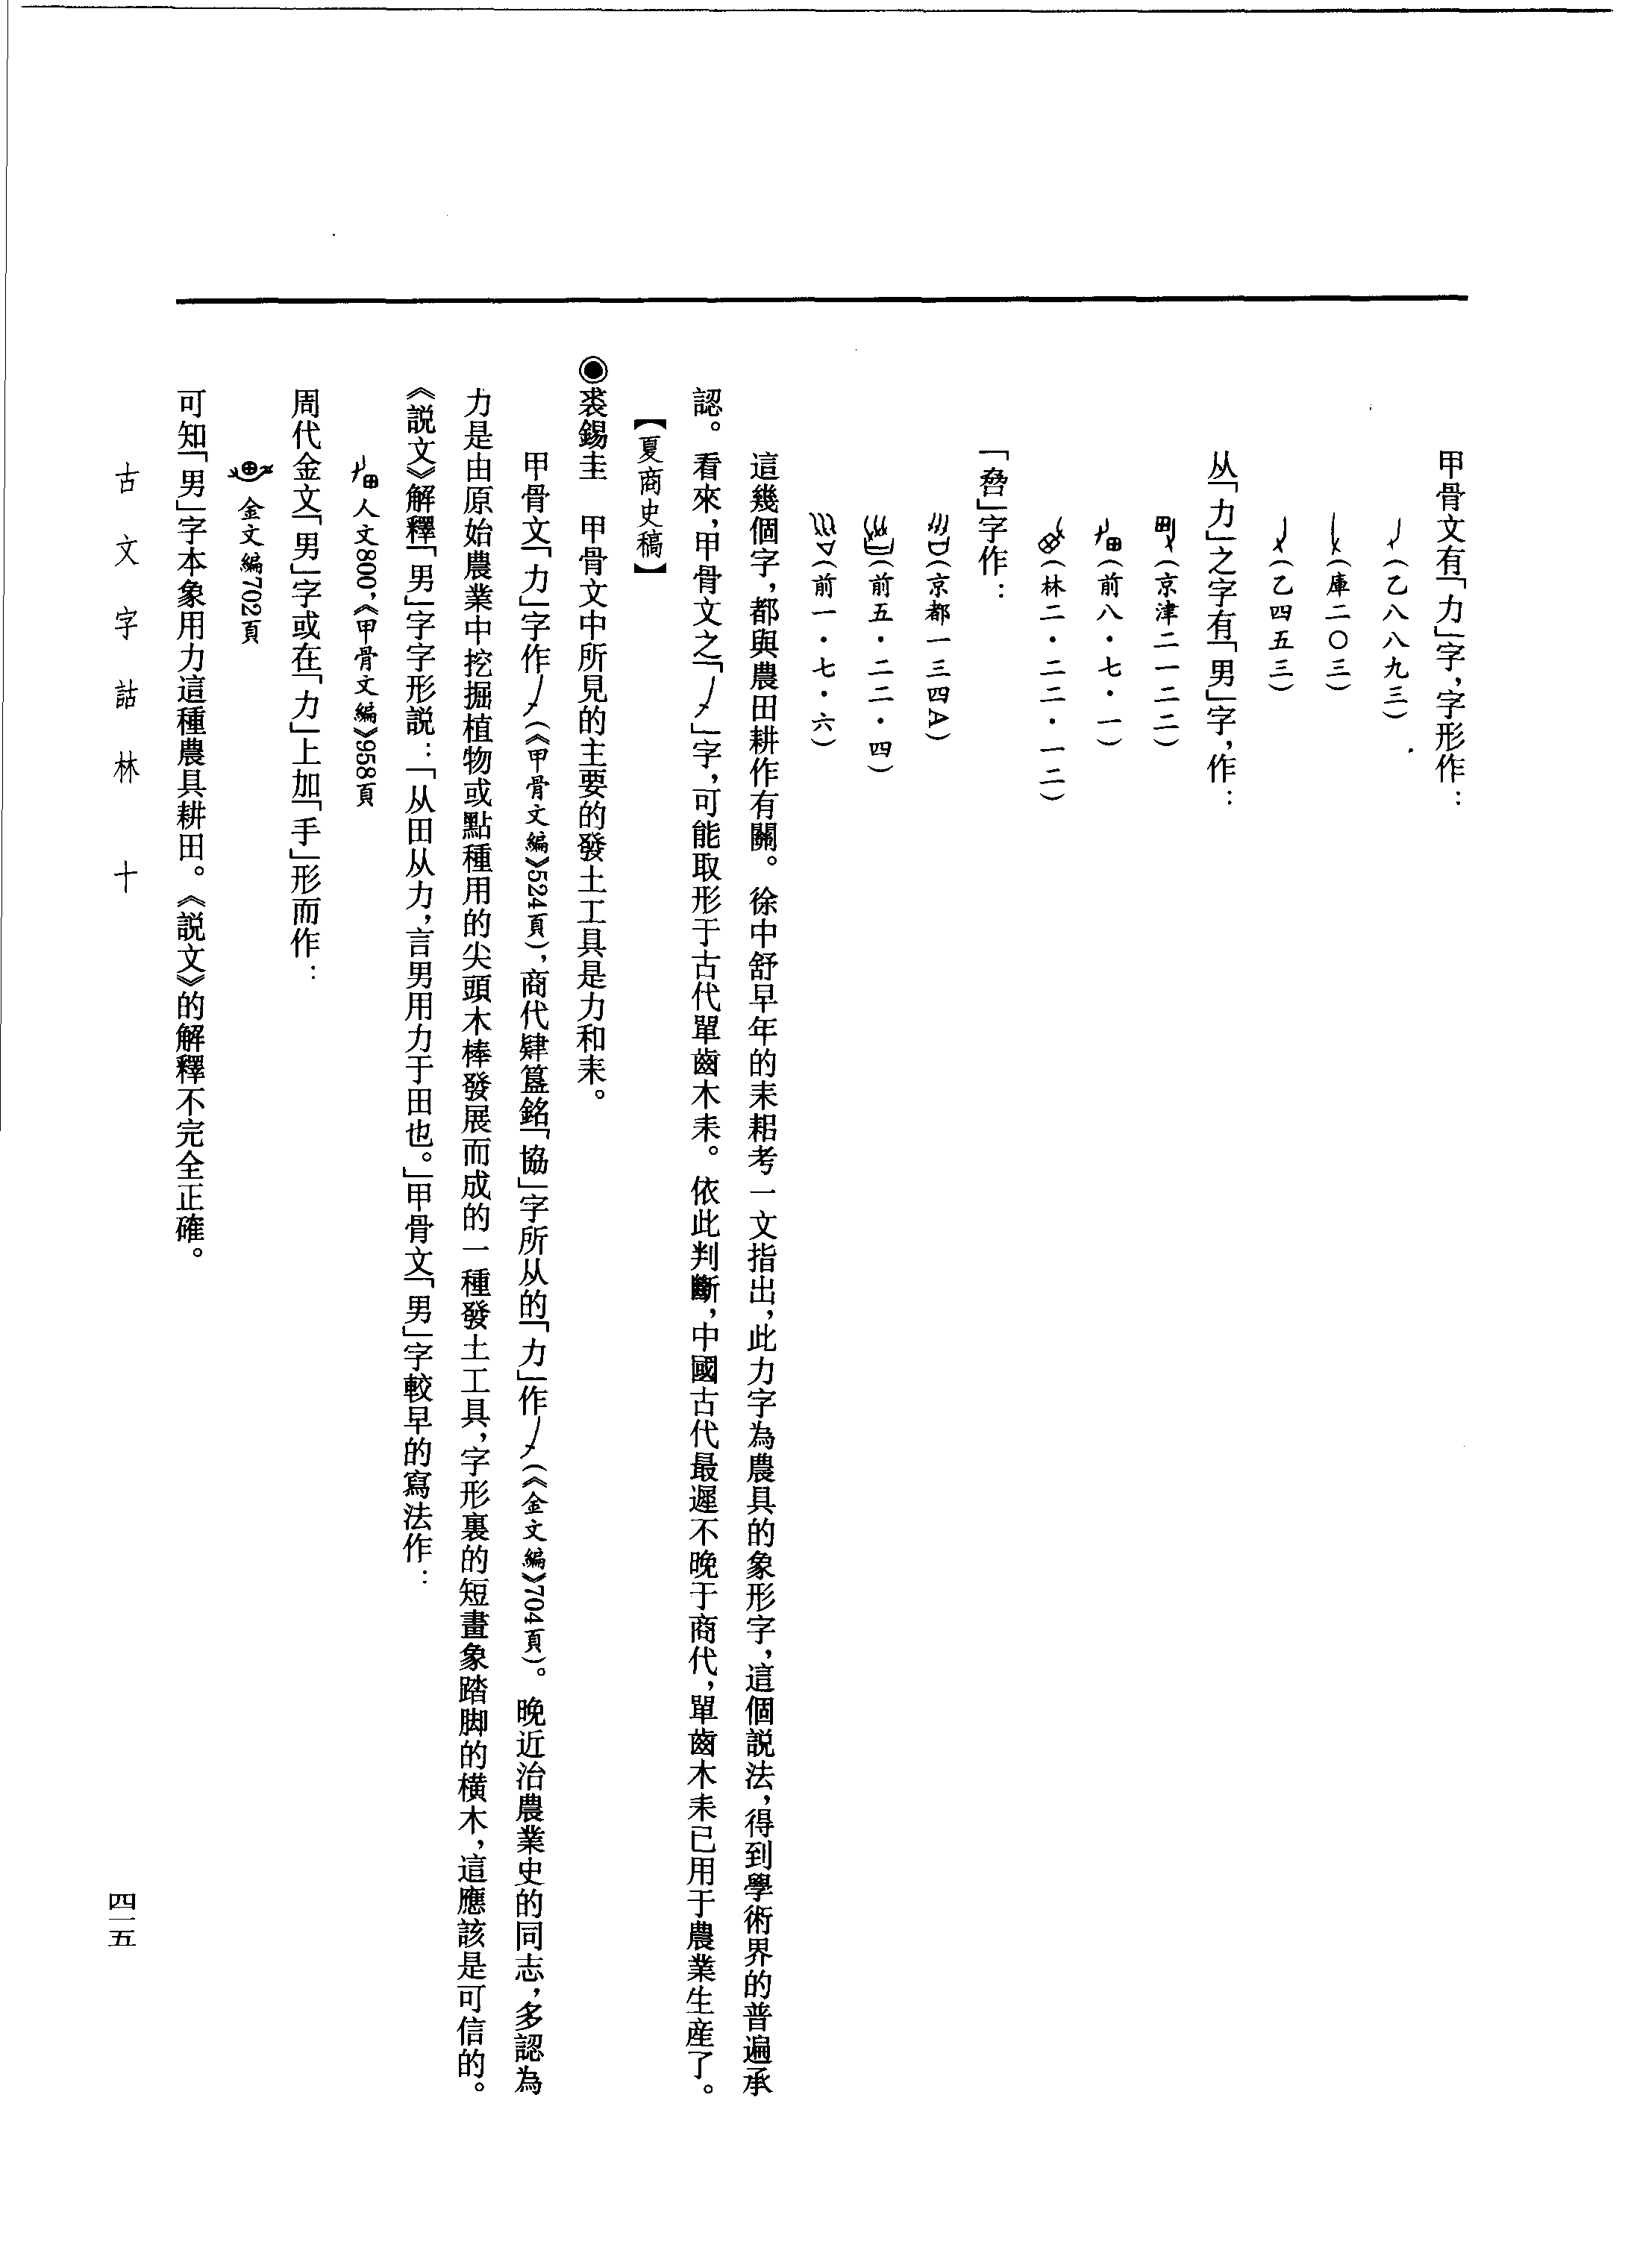 甲骨文有「力」字，字形作：
（乙八八九三）
（庫二〇三）
（乙四五三）
从「力」之字有「男」字，作：
（京津二一二二）
（前八·七·一）
（林二·二二·一二）
「劦」字作：
（京都一三四A）
（前五·二二·四）
（前一·七·六）
這幾個字，都與農田耕作有關。徐中舒早年的耒耜考一文指出，此力字為農具的象形字，這個説法，得到學術界的普遍承
認。看來，甲骨文之「」字，可能取形于古代單齒木耒。依此判斷，中國古代最遲不晚于商代，單齒木耒已用于農業生産了。
【夏商史稿】
◉裘錫圭　甲骨文中所見的主要的發土工具是力和耒。
甲骨文「力」字作（《甲骨文編》524頁），商代肄簋銘「協」字所从的「力」作（《金文編》704頁）。晚近治農業史的同志，多認為
力是由原始農業中挖掘植物或點種用的尖頭木棒發展而成的一種發土工具，字形裏的短畫象踏脚的横木，這應該是可信的。
《説文》解釋「男」字字形説：「从田从力，言男用力于田也。」甲骨文「男」字較早的寫法作：
人文800，《甲骨文編》958頁
周代金文「男」字或在「力」上加「手」形而作：
金文編702頁
可知「男」字本象用力這種農具耕田。《説文》的解釋不完全正確。
古文字詁林　十
四一五